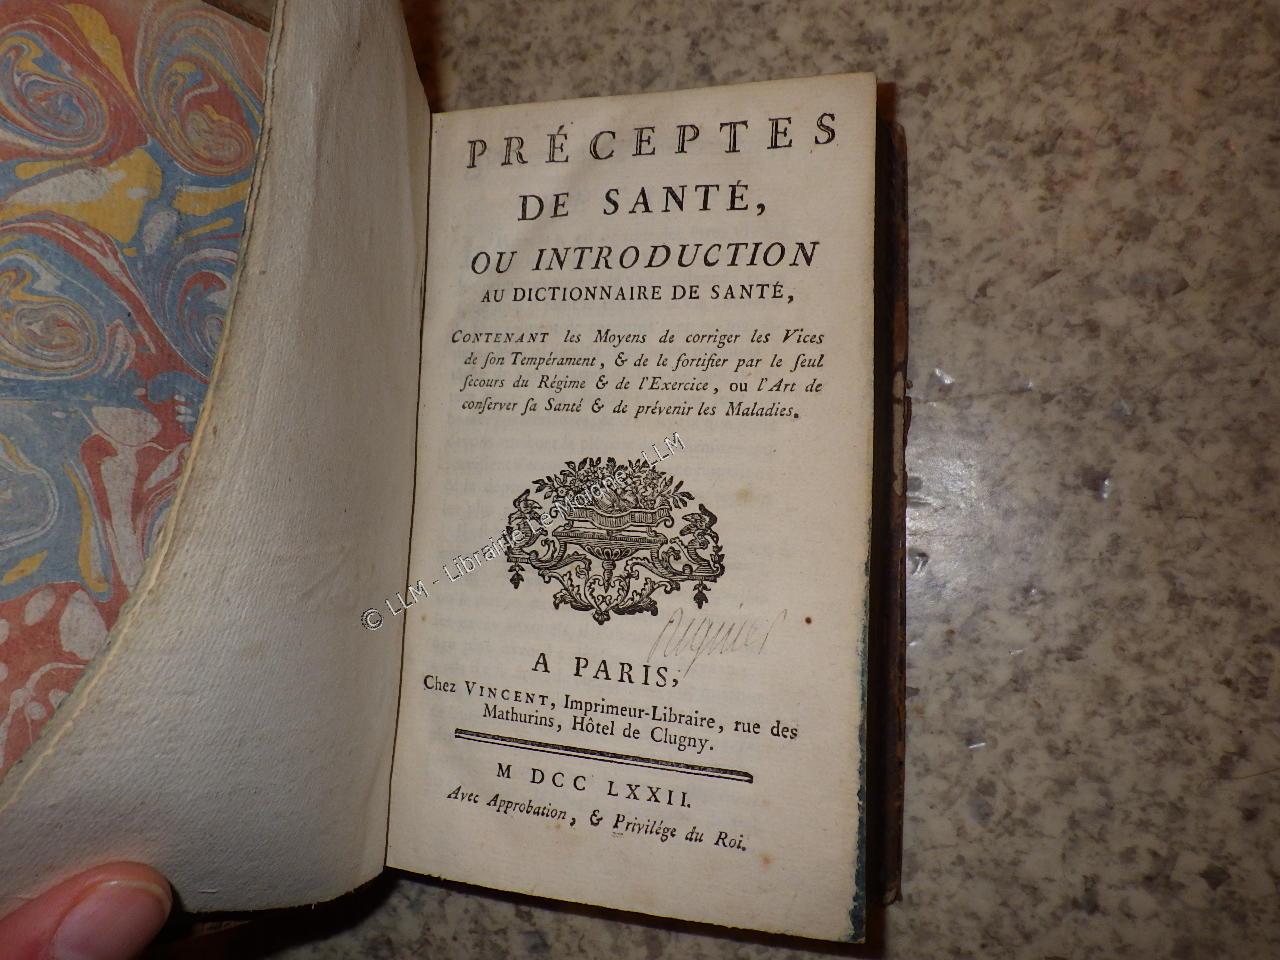 PRÉCEPTES
DE SANTÉ,
OU INTRODUCTION
AU DICTIONNAIRE DE SANTÉ,
CONTENANT les Moyens de corriger les Vices
de ſon Tempérament, & de le fortifier par le ſeul
ſecours du Régime & de l'Exercice, ou l'Art de
conſerver ſa Santé & de prévenir les Maladies.
© LLM - Librairie Le Moigne - LLM
A PARIS,
Chez VINCENT, Imprimeur-Libraire, rue des
Mathurins, Hôtel de Clugny.
M DCC LXXII.
Avec Approbation, & Privilége du Roi.